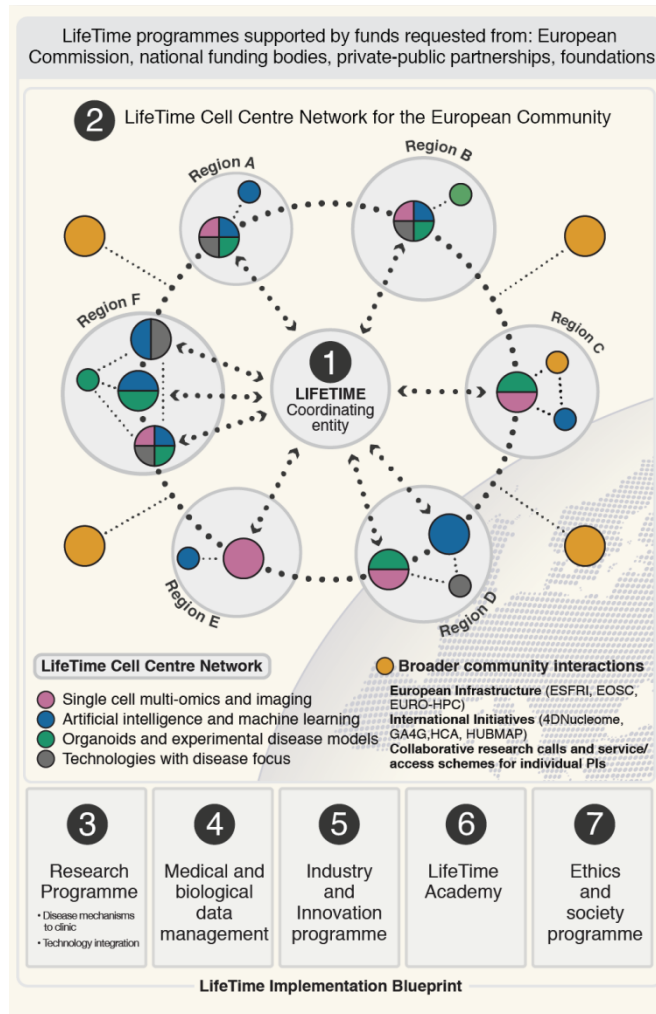 LifeTime programmes supported by funds requested from: European
Commission, national funding bodies, private-public partnerships, foundations
2 LifeTime Cell Centre Network for the European Community
Region A
Region B
Region F
Region C
1
LIFETIME
Coordinating
entity
Region E
Region D
LifeTime Cell Centre Network
Single cell multi-omics and imaging
Artificial intelligence and machine learning
Organoids and experimental disease models
Technologies with disease focus
Broader community interactions
European Infrastructure (ESFRI, EOSC,
EURO-HPC)
International Initiatives (4DNucleome,
GA4G,HCA, HUBMAP)
Collaborative research calls and service/
access schemes for individual PIs
3
Research
Programme
• Disease mechanisms
to clinic
• Technology integration
4
Medical and
biological
data
management
5
Industry
and
Innovation
programme
6
LifeTime
Academy
7
Ethics
and
society
programme
LifeTime Implementation Blueprint